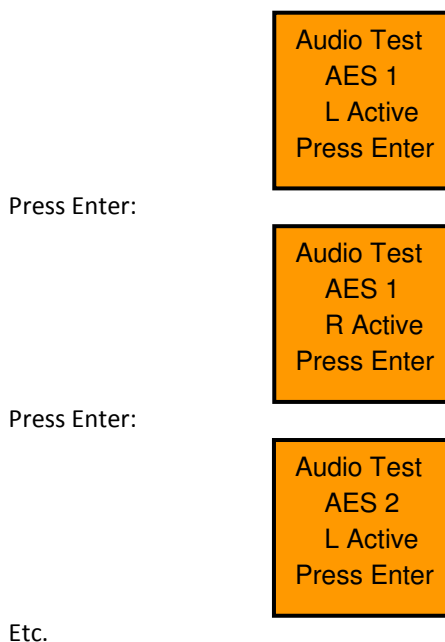 Audio Test
AES 1
L Active
Press Enter
Press Enter:
Audio Test
AES 1
R Active
Press Enter
Press Enter:
Audio Test
AES 2
L Active
Press Enter
Etc.